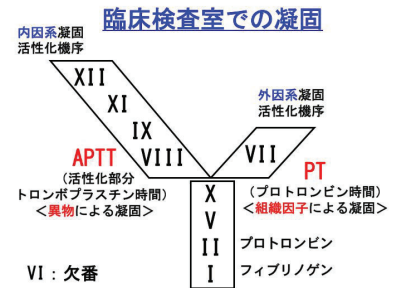 臨床検査室での凝固
内因系凝固
活性化機序
XII
XI
IX
VIII
外因系凝固
活性化機序
VII
APTT
(活性化部分
トロンボプラスチン時間)
<異物による凝固>
PT
(プロトロンビン時間)
<組織因子による凝固>
X
V
II プロトロンビン
I フィブリノゲン
VI：欠番